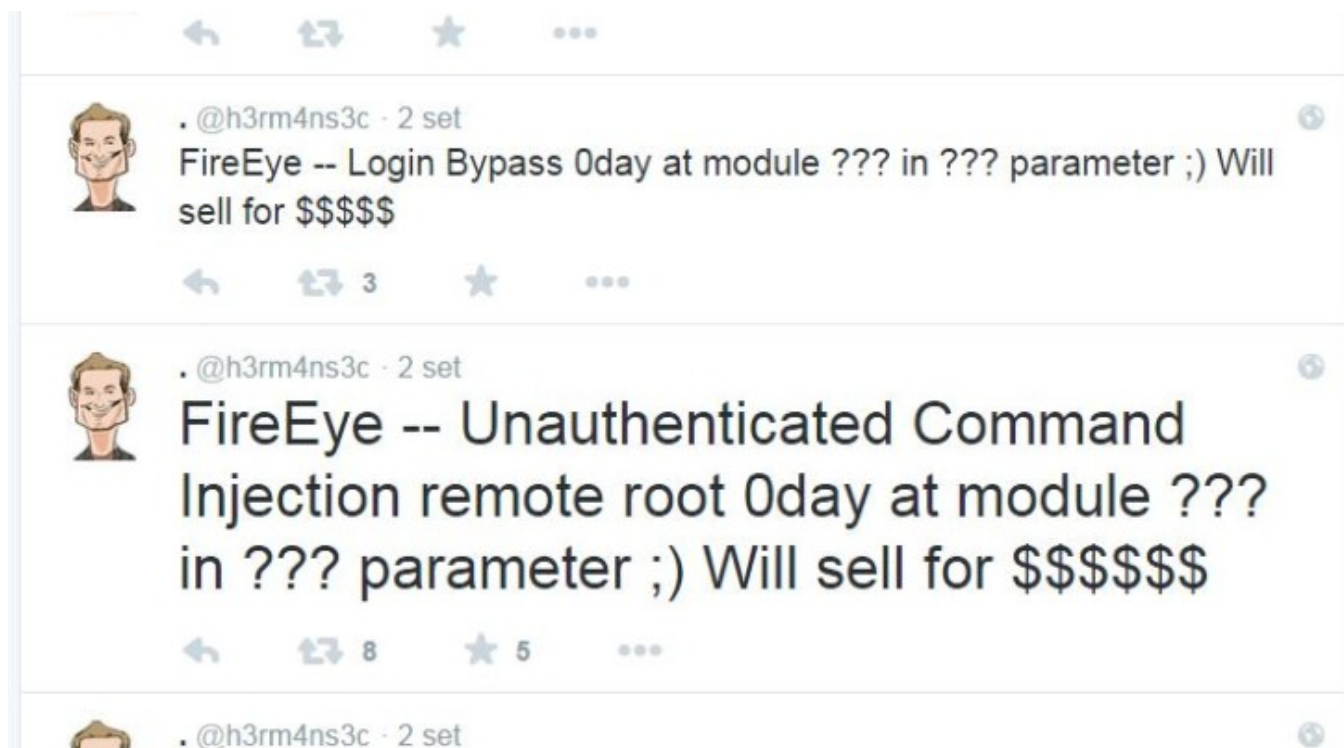 . @h3rm4ns3c · 2 set
FireEye -- Login Bypass 0day at module ??? in ??? parameter ;) Will
sell for $$$$$
3
. @h3rm4ns3c · 2 set
FireEye -- Unauthenticated Command
Injection remote root 0day at module ???
in ??? parameter ;) Will sell for $$$$$$
8 5
. @h3rm4ns3c · 2 set